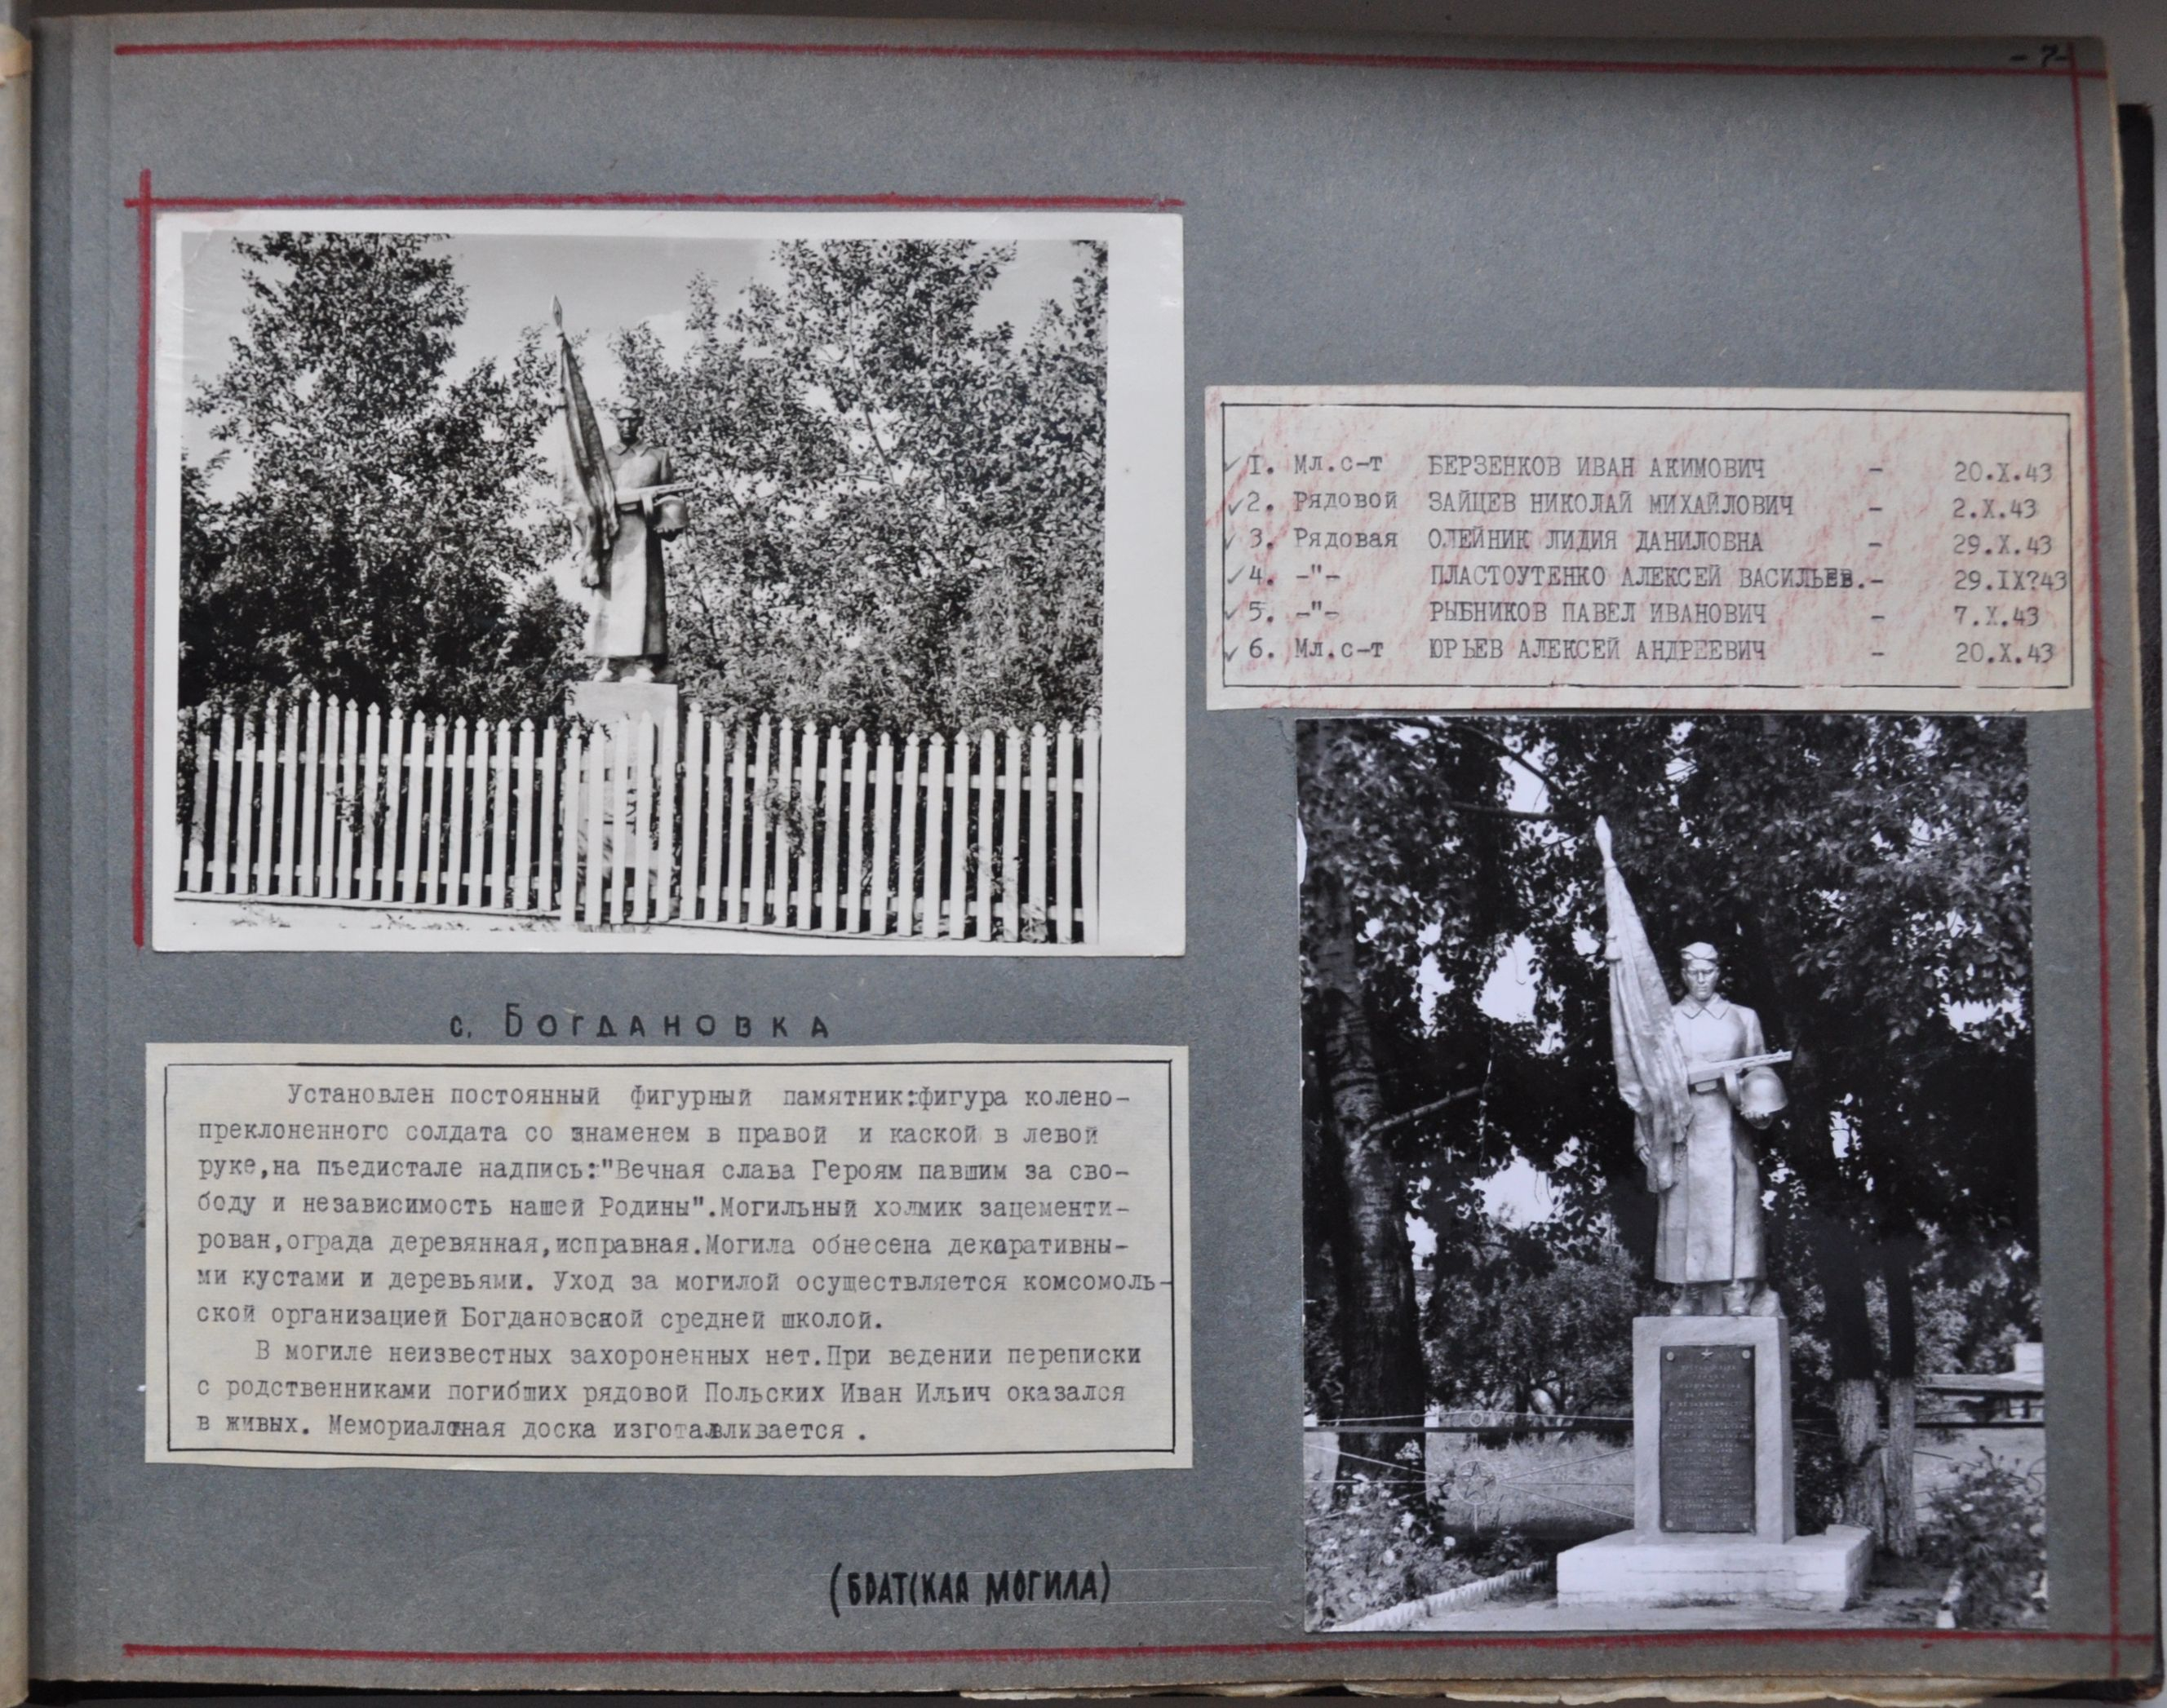 - 7-
1. Мл.с-т БЕРЗЕНКОВ ИВАН АКИМОВИЧ - 20.X.43
2. Рядовой ЗАЙЦЕВ НИКОЛАЙ МИХАЙЛОВИЧ - 2.X.43
3. Рядовая ОЛЕЙНИК ЛИДИЯ ДАНИЛОВНА - 29.X.43
4. -"- ПЛАСТОУТЕНКО АЛЕКСЕЙ ВАСИЛЬЕВ.- 29.IX?43
5. -"- РЫБНИКОВ ПАВЕЛ ИВАНОВИЧ - 7.X.43
6. Мл.с-т ЮРЬЕВ АЛЕКСЕЙ АНДРЕЕВИЧ - 20.X.43
с. БОГДАНОВКА
Установлен постоянный фигурный памятник:фигура колено-
преклоненного солдата со знаменем в правой и каской в левой
руке,на пъедистале надпись:"Вечная слава Героям павшим за сво-
боду и независимость нашей Родины".Могильный холмик зацементи-
рован,ограда деревянная,исправная.Могила обнесена декоративны-
ми кустами и деревьями. Уход за могилой осуществляется комсомоль-
ской организацией Богдановской средней школой.
В могиле неизвестных захороненных нет.При ведении переписки
с родственниками погибших рядовой Польских Иван Ильич оказался
в живых. Мемориальная доска изготавливается .
(БРАТСКАЯ МОГИЛА)